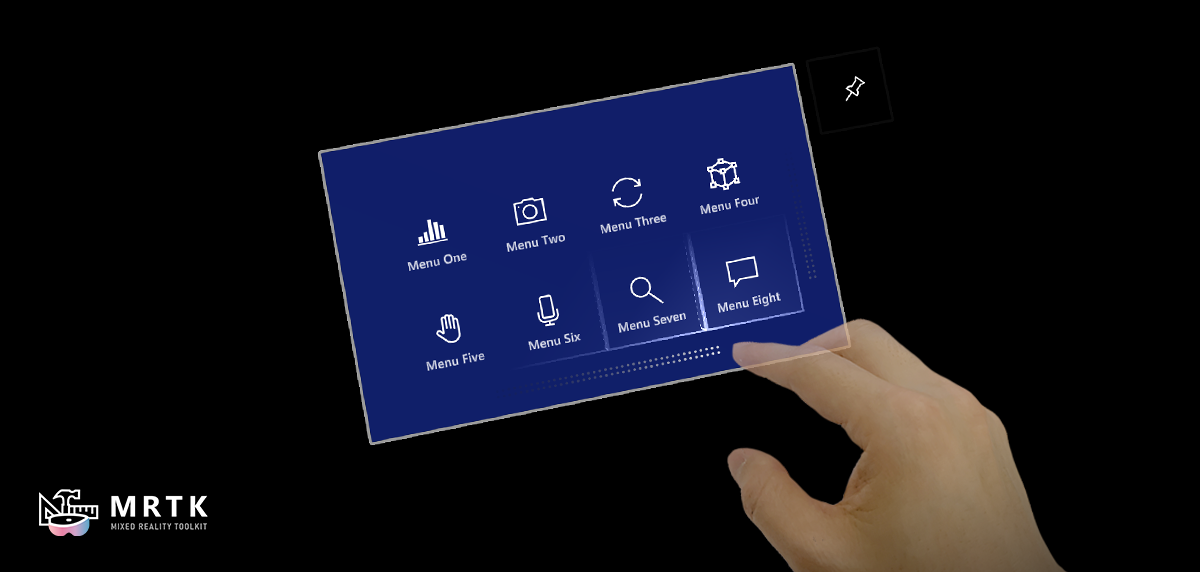 Menu One
Menu Two
Menu Three
Menu Four
Menu Five
Menu Six
Menu Seven
Menu Eight
MRTK
MIXED REALITY TOOLKIT